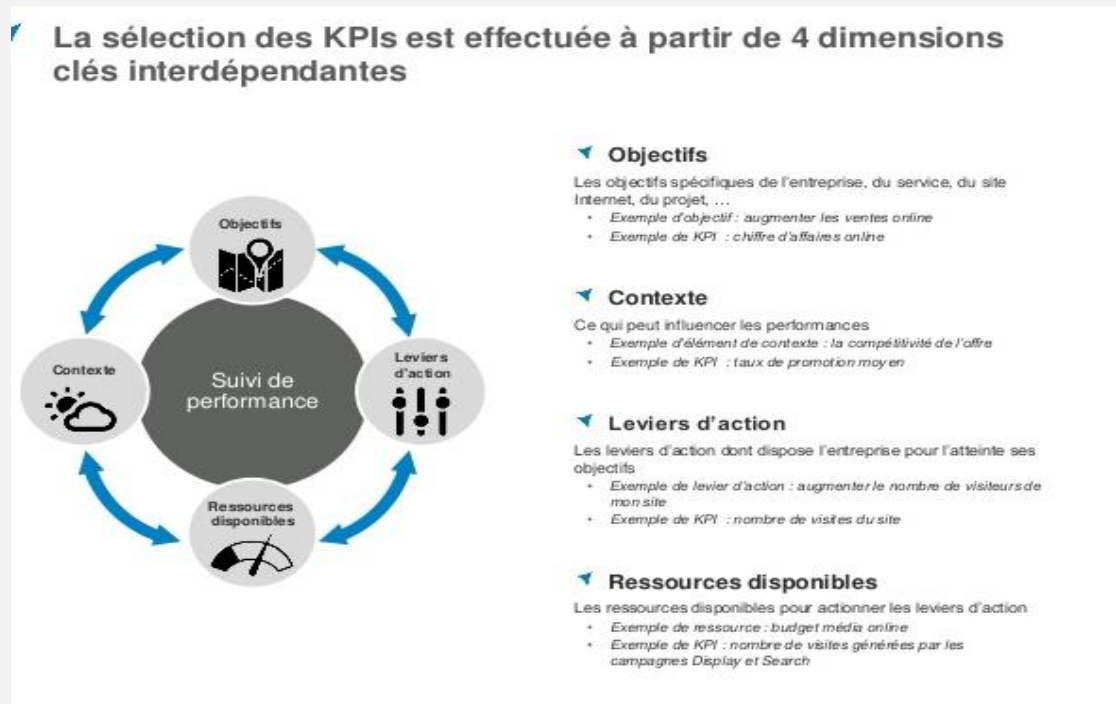 La sélection des KPIs est effectuée à partir de 4 dimensions
clés interdépendantes
Objectifs
Contexte
Leviers
d'action
Suivi de
performance
Ressources
disponibles
Objectifs
Les objectifs spécifiques de l'entreprise, du service, du site
Internet, du projet, …
• Exemple d'objectif : augmenter les ventes online
• Exemple de KPI : chiffre d'affaires online
Contexte
Ce qui peut influencer les performances
• Exemple d'élément de contexte : la compétitivité de l'offre
• Exemple de KPI : taux de promotion moyen
Leviers d'action
Les leviers d'action dont dispose l'entreprise pour l'atteinte ses
objectifs
• Exemple de levier d'action : augmenter le nombre de visiteurs de
mon site
• Exemple de KPI : nombre de visites du site
Ressources disponibles
Les ressources disponibles pour actionner les leviers d'action
• Exemple de ressource : budget média online
• Exemple de KPI : nombre de visites générées par les
campagnes Display et Search